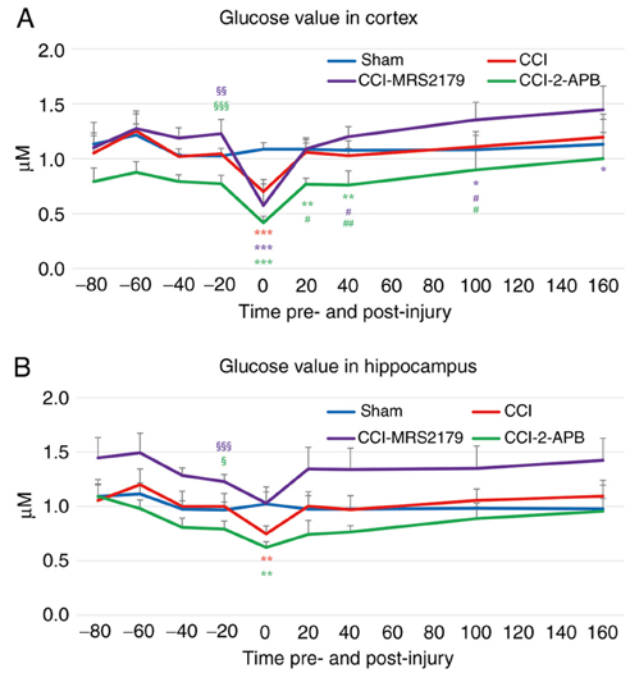 A
Glucose value in cortex
2.0
Sham
CCI
CCI-MRS2179
CCI-2-APB
§§
§§§
1.5
μM
1.0
**
**
*
*
#
#
#
##
#
0.5
***
***
***
0.0
−80 −60 −40 −20 0 20 40 60 80 100 120 140 160
Time pre- and post-injury
B
Glucose value in hippocampus
2.0
Sham
CCI
CCI-MRS2179
CCI-2-APB
§§§
§
1.5
μM
1.0
0.5
**
**
0.0
−80 −60 −40 −20 0 20 40 60 80 100 120 140 160
Time pre- and post-injury